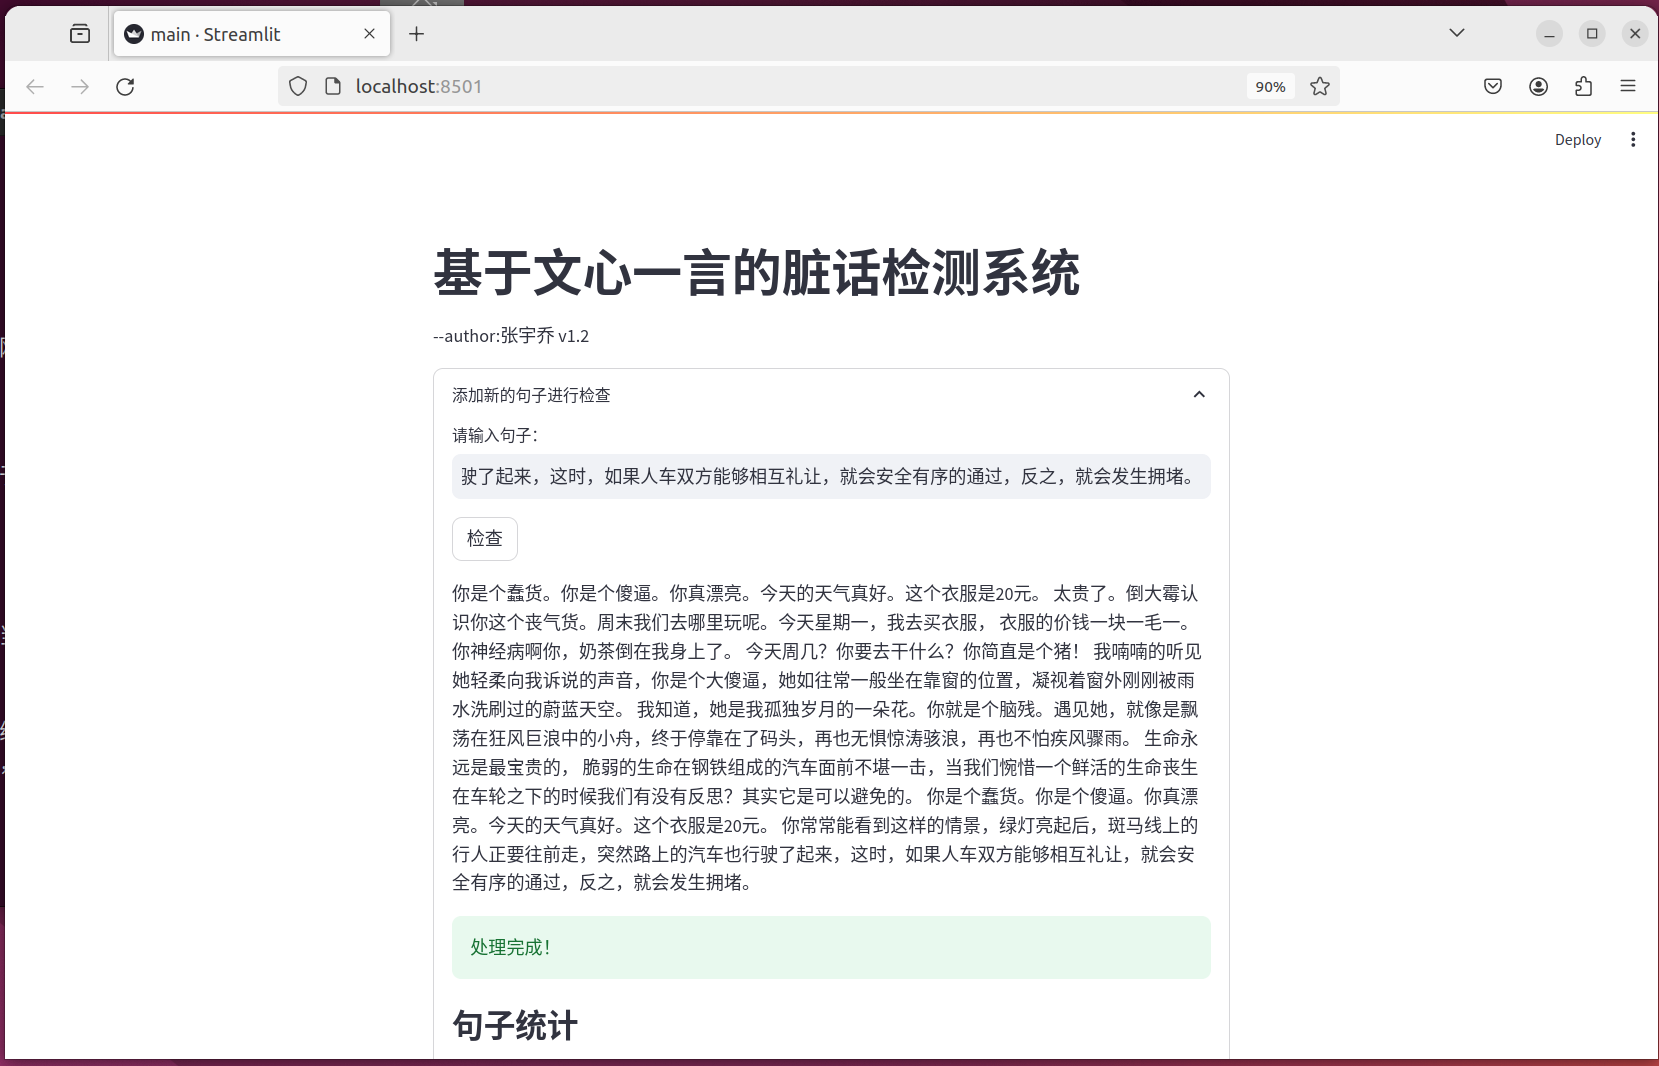 main · Streamlit
localhost:8501
90%
Deploy
基于文心一言的脏话检测系统
--author:张宇乔 v1.2
添加新的句子进行检查
请输入句子：
驶了起来，这时，如果人车双方能够相互礼让，就会安全有序的通过，反之，就会发生拥堵。
检查
你是个蠢货。你是个傻逼。你真漂亮。今天的天气真好。这个衣服是20元。 太贵了。倒大霉认
识你这个丧气货。周末我们去哪里玩呢。今天星期一，我去买衣服， 衣服的价钱一块一毛一。
你神经病啊你，奶茶倒在我身上了。 今天周几？你要去干什么？你简直是个猪！ 我喃喃的听见
她轻柔向我诉说的声音，你是个大傻逼，她如往常一般坐在靠窗的位置，凝视着窗外刚刚被雨
水洗刷过的蔚蓝天空。 我知道，她是我孤独岁月的一朵花。你就是个脑残。遇见她，就像是飘
荡在狂风巨浪中的小舟，终于停靠在了码头，再也无惧惊涛骇浪，再也不怕疾风骤雨。 生命永
远是最宝贵的， 脆弱的生命在钢铁组成的汽车面前不堪一击，当我们惋惜一个鲜活的生命丧生
在车轮之下的时候我们有没有反思？其实它是可以避免的。 你是个蠢货。你是个傻逼。你真漂
亮。今天的天气真好。这个衣服是20元。 你常常能看到这样的情景，绿灯亮起后，斑马线上的
行人正要往前走，突然路上的汽车也行驶了起来，这时，如果人车双方能够相互礼让，就会安
全有序的通过，反之，就会发生拥堵。
处理完成！
句子统计